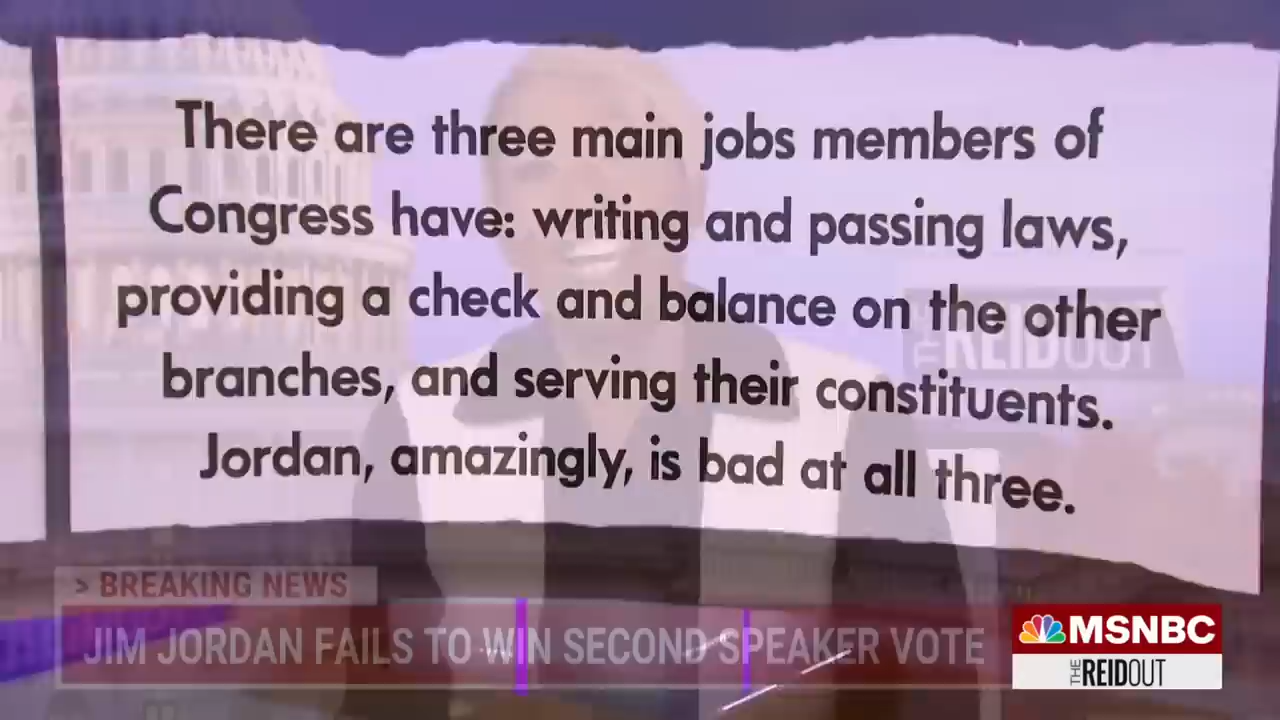 There are three main jobs members of
Congress have: writing and passing laws,
providing a check and balance on the other
branches, and serving their constituents.
Jordan, amazingly, is bad at all three.
THE REIDOUT
> BREAKING NEWS
JIM JORDAN FAILS TO WIN SECOND SPEAKER VOTE
MSNBC
THE REIDOUT